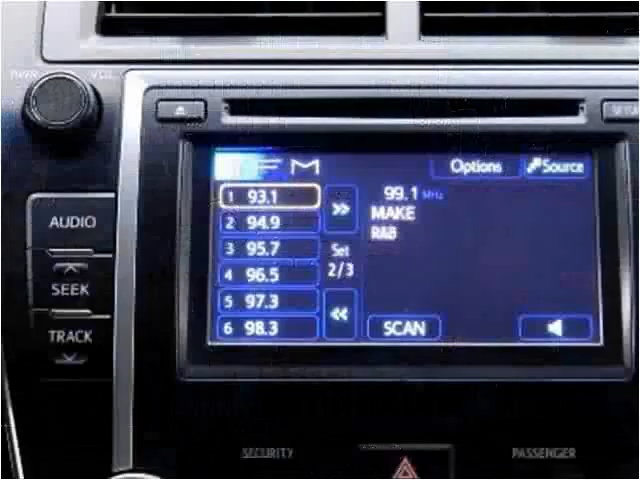 PWR VOL
FM
Options
Source
1 93.1
2 94.9
3 95.7
4 96.5
5 97.3
6 98.3
Set
2/3
99.1 MHz
MAKE
R&B
SCAN
AUDIO
SEEK
TRACK
SECURITY
PASSENGER